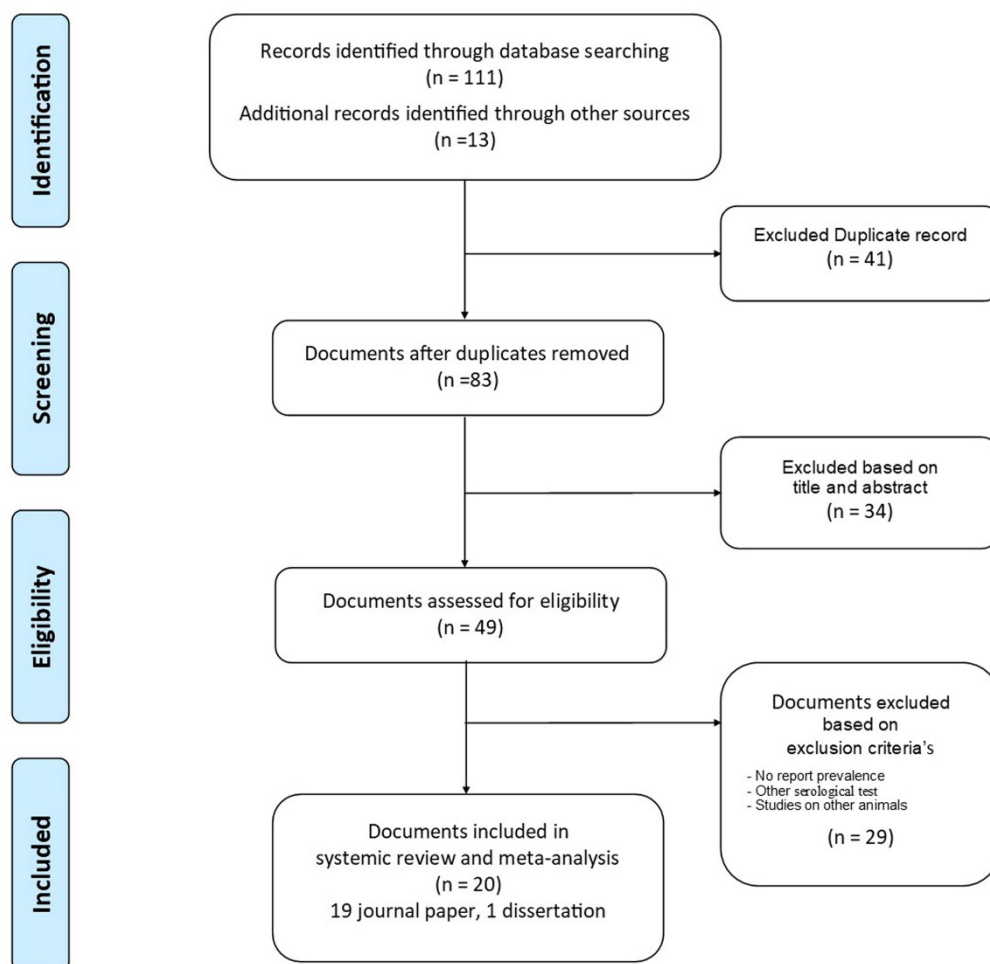 Identification
Records identified through database searching
(n = 111)
Additional records identified through other sources
(n =13)
Excluded Duplicate record
(n = 41)
Screening
Documents after duplicates removed
(n =83)
Excluded based on
title and abstract
(n = 34)
Eligibility
Documents assessed for eligibility
(n = 49)
Documents excluded
based on
exclusion criteria's
- No report prevalence
- Other serological test
- Studies on other animals
(n = 29)
Included
Documents included in
systemic review and meta-analysis
(n = 20)
19 journal paper, 1 dissertation